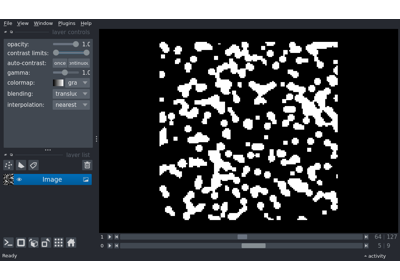 File View Window Plugins Help
layer controls
opacity: 1.0
contrast limits:
auto-contrast: once continuous
gamma: 1.0
colormap: gra
blending: transluc
interpolation: nearest
layer list
Image
1 64 127
0 5 9
Ready activity